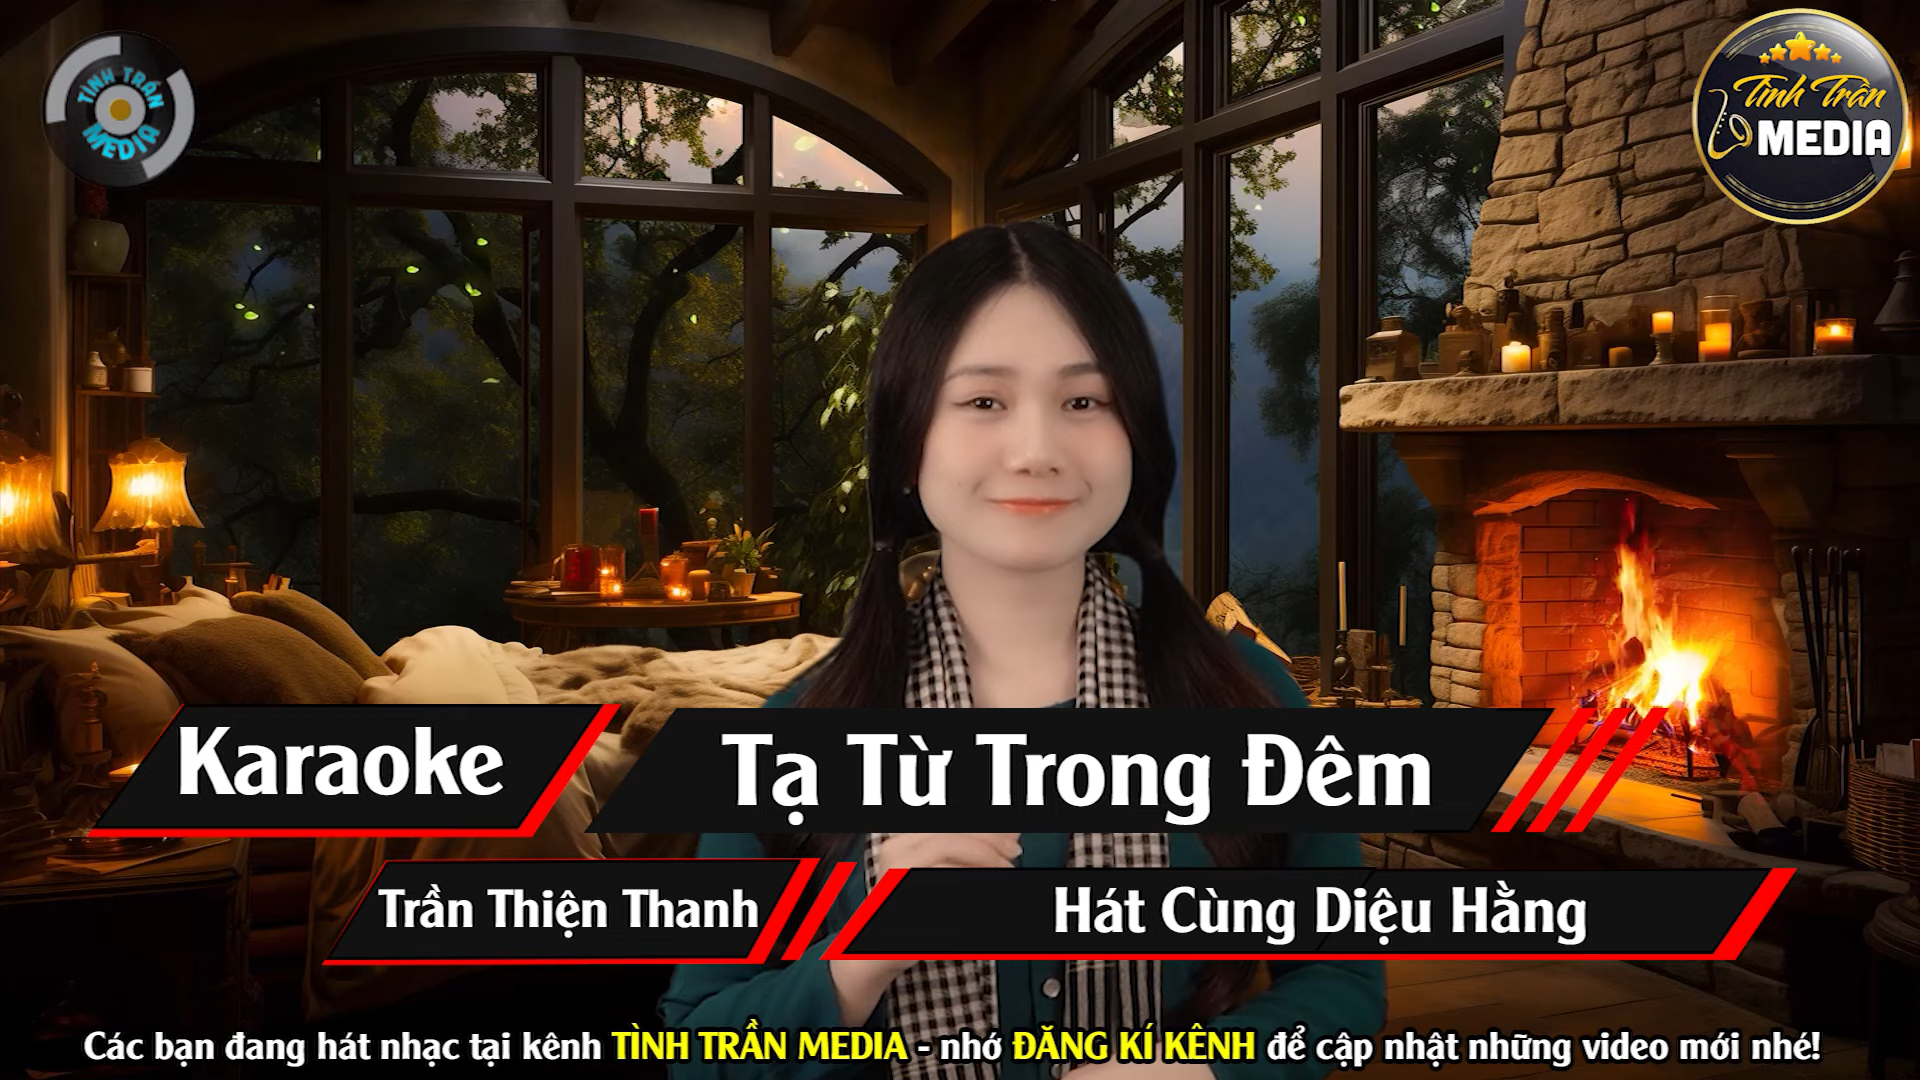 TÌNH TRẦN
MEDIA
Tình Trần
MEDIA
Karaoke
Tạ Từ Trong Đêm
Trần Thiện Thanh
Hát Cùng Diệu Hằng
Các bạn đang hát nhạc tại kênh TÌNH TRẦN MEDIA - nhớ ĐĂNG KÍ KÊNH để cập nhật những video mới nhé!